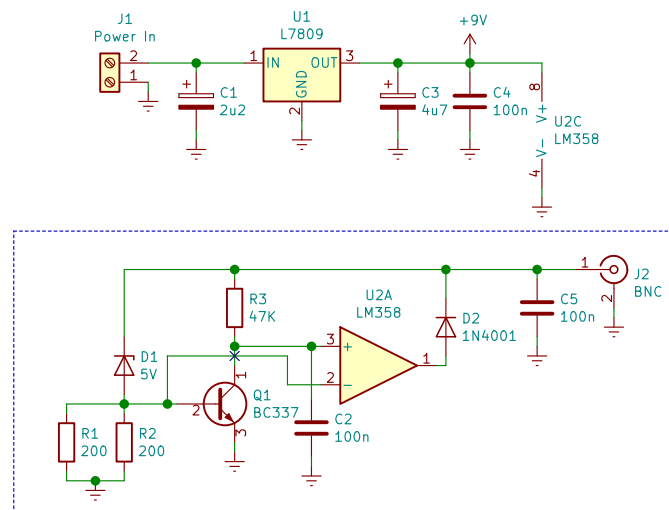 J1
Power In
2
1
C1
2u2
U1
L7809
1 IN OUT 3
GND
2
C3
4u7
+9V
C4
100n
8
V+
U2C
LM358
V-
4
J2
BNC
1
2
C5
100n
R3
47K
U2A
LM358
3 +
2 -
1
D2
1N4001
D1
5V
1
Q1
BC337
2
3
C2
100n
R1
200
R2
200